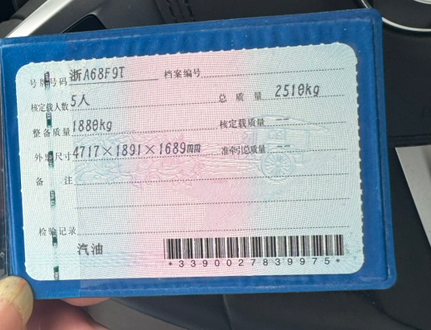 号牌号码 浙A68F9T 档案编号
核定载人数 5人 总质量 2510kg
整备质量 1880kg 核定载质量 --
外廓尺寸 4717×1891×1689mm 准牵引总质量 --
备注
检验记录
汽油
*3390027839975*